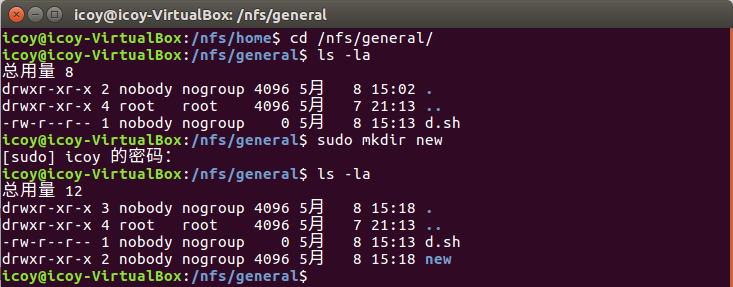 icoy@icoy-VirtualBox: /nfs/general
icoy@icoy-VirtualBox:/nfs/home$ cd /nfs/general/
icoy@icoy-VirtualBox:/nfs/general$ ls -la
总用量 8
drwxr-xr-x 2 nobody nogroup 4096 5月   8 15:02 .
drwxr-xr-x 4 root   root    4096 5月   7 21:13 ..
-rw-r--r-- 1 nobody nogroup    0 5月   8 15:13 d.sh
icoy@icoy-VirtualBox:/nfs/general$ sudo mkdir new
[sudo] icoy 的密码：
icoy@icoy-VirtualBox:/nfs/general$ ls -la
总用量 12
drwxr-xr-x 3 nobody nogroup 4096 5月   8 15:18 .
drwxr-xr-x 4 root   root    4096 5月   7 21:13 ..
-rw-r--r-- 1 nobody nogroup    0 5月   8 15:13 d.sh
drwxr-xr-x 2 nobody nogroup 4096 5月   8 15:18 new
icoy@icoy-VirtualBox:/nfs/general$